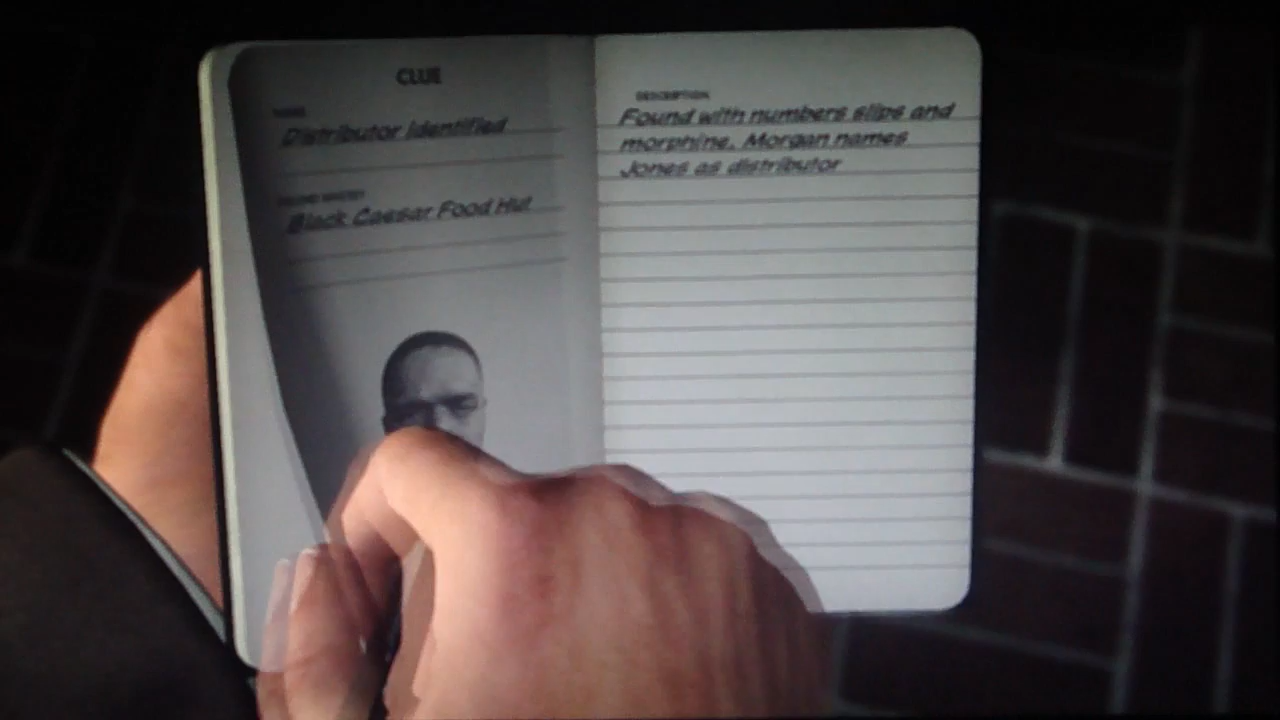 CLUE
NAME
Distributor Identified
Black Caesar Food Hut
DESCRIPTION
Found with numbers slips and
morphine. Morgan names
Jones as distributor